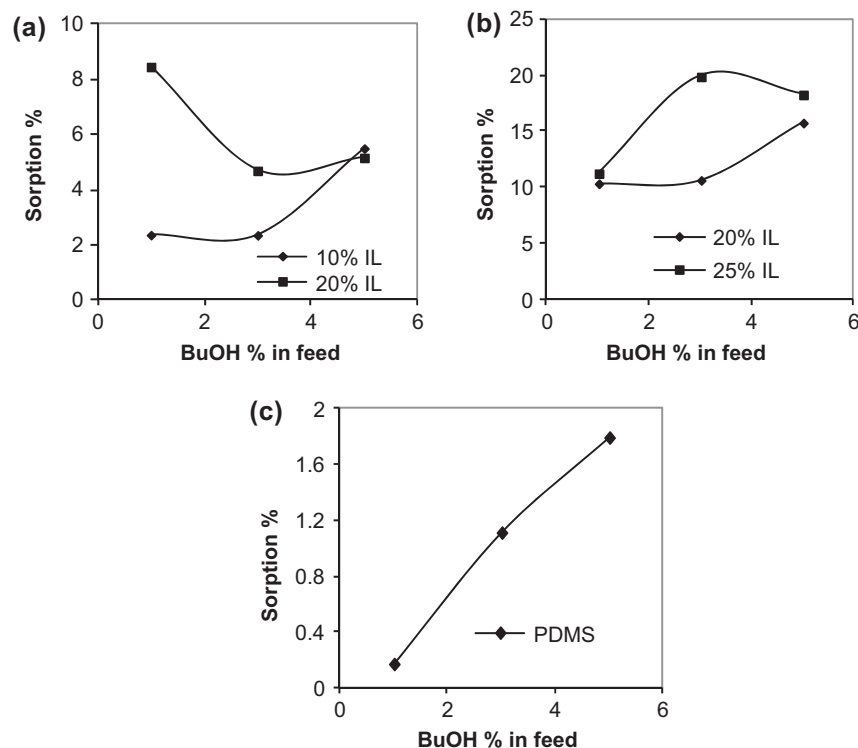 (a)
10
8
6
4
2
0
Sorption %
10% IL
20% IL
0
2
4
6
BuOH % in feed
(b)
25
20
15
10
5
0
Sorption %
20% IL
25% IL
0
2
4
6
BuOH % in feed
(c)
2
1.6
1.2
0.8
0.4
0
Sorption %
PDMS
0
2
4
6
BuOH % in feed